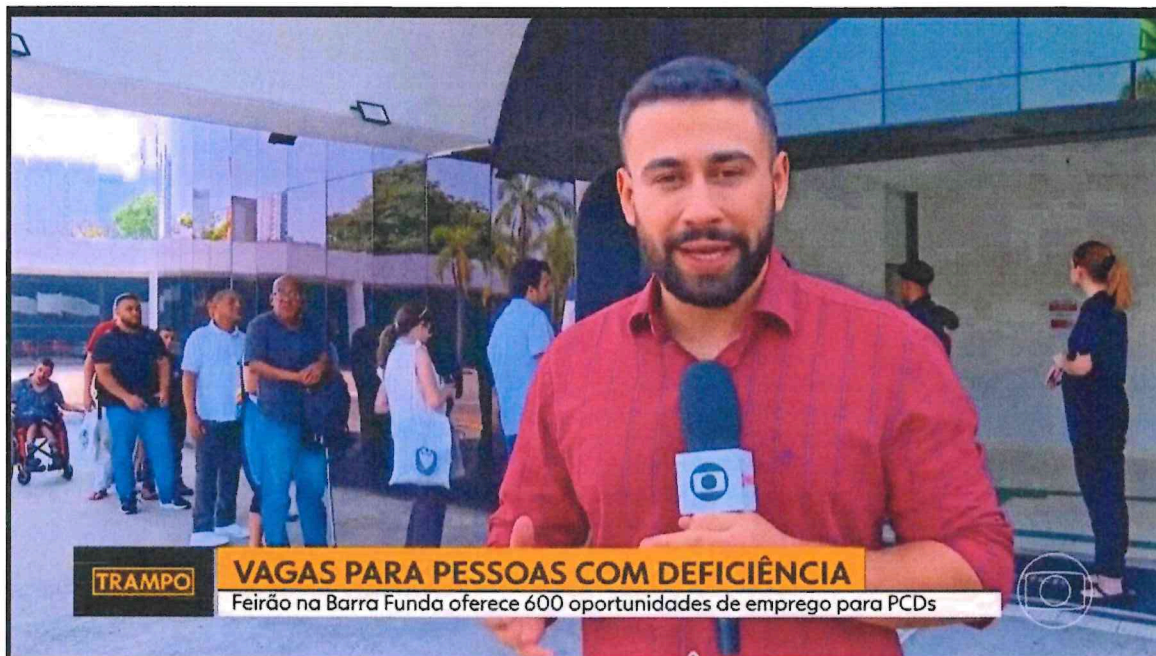 TRAMPO
VAGAS PARA PESSOAS COM DEFICIÊNCIA
Feirão na Barra Funda oferece 600 oportunidades de emprego para PCDs